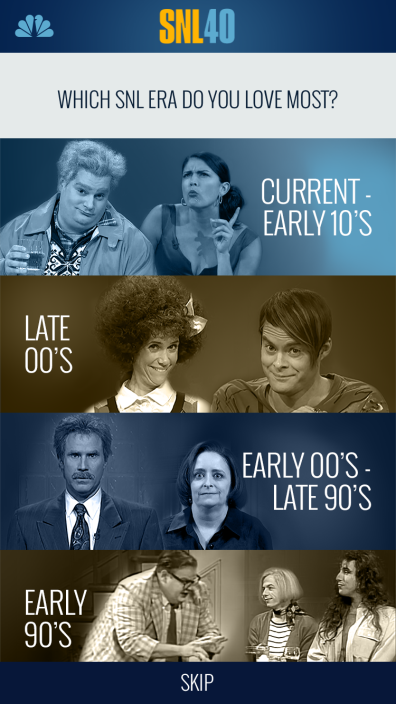 SNL40
WHICH SNL ERA DO YOU LOVE MOST?
CURRENT -
EARLY 10'S
LATE
00'S
EARLY 00'S -
LATE 90'S
EARLY
90'S
SKIP